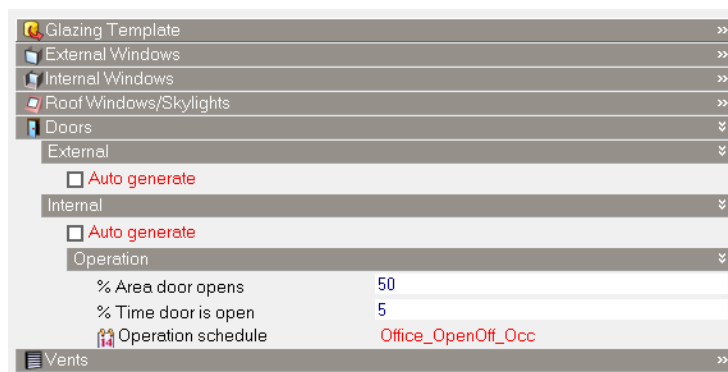 Glazing Template
External Windows
Internal Windows
Roof Windows/Skylights
Doors
External
Auto generate
Internal
Auto generate
Operation
% Area door opens 50
% Time door is open 5
14 Operation schedule Office_OpenOff_Occ
Vents